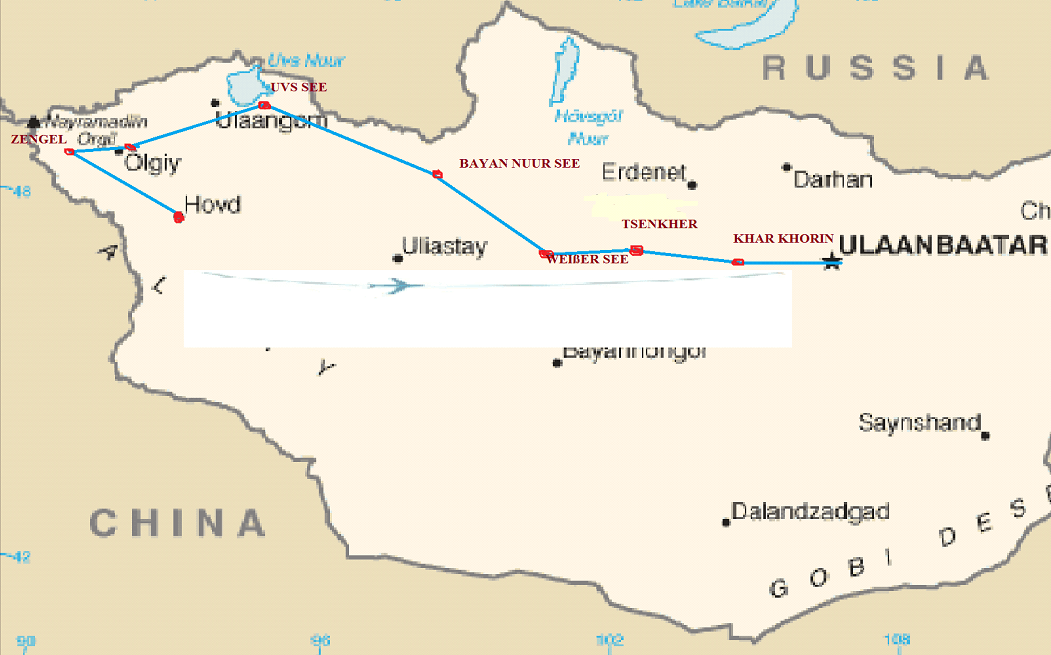 Lake Baikal
RUSSIA
Uvs Nuur
UVS SEE
Ulaangom
Nayramadlin
Orgil
ZENGEL
Olgiy
Hovd
Hövsgöl
Nuur
BAYAN NUUR SEE
Erdenet
Darhan
48
TSENKHER
KHAR KHORIN
ULAANBAATAR
Ch
Uliastay
WEIßER SEE
A
L
Y
Bayanhongor
Saynshand
Dalandzadgad
CHINA
GOBI DES
42
90
96
102
108